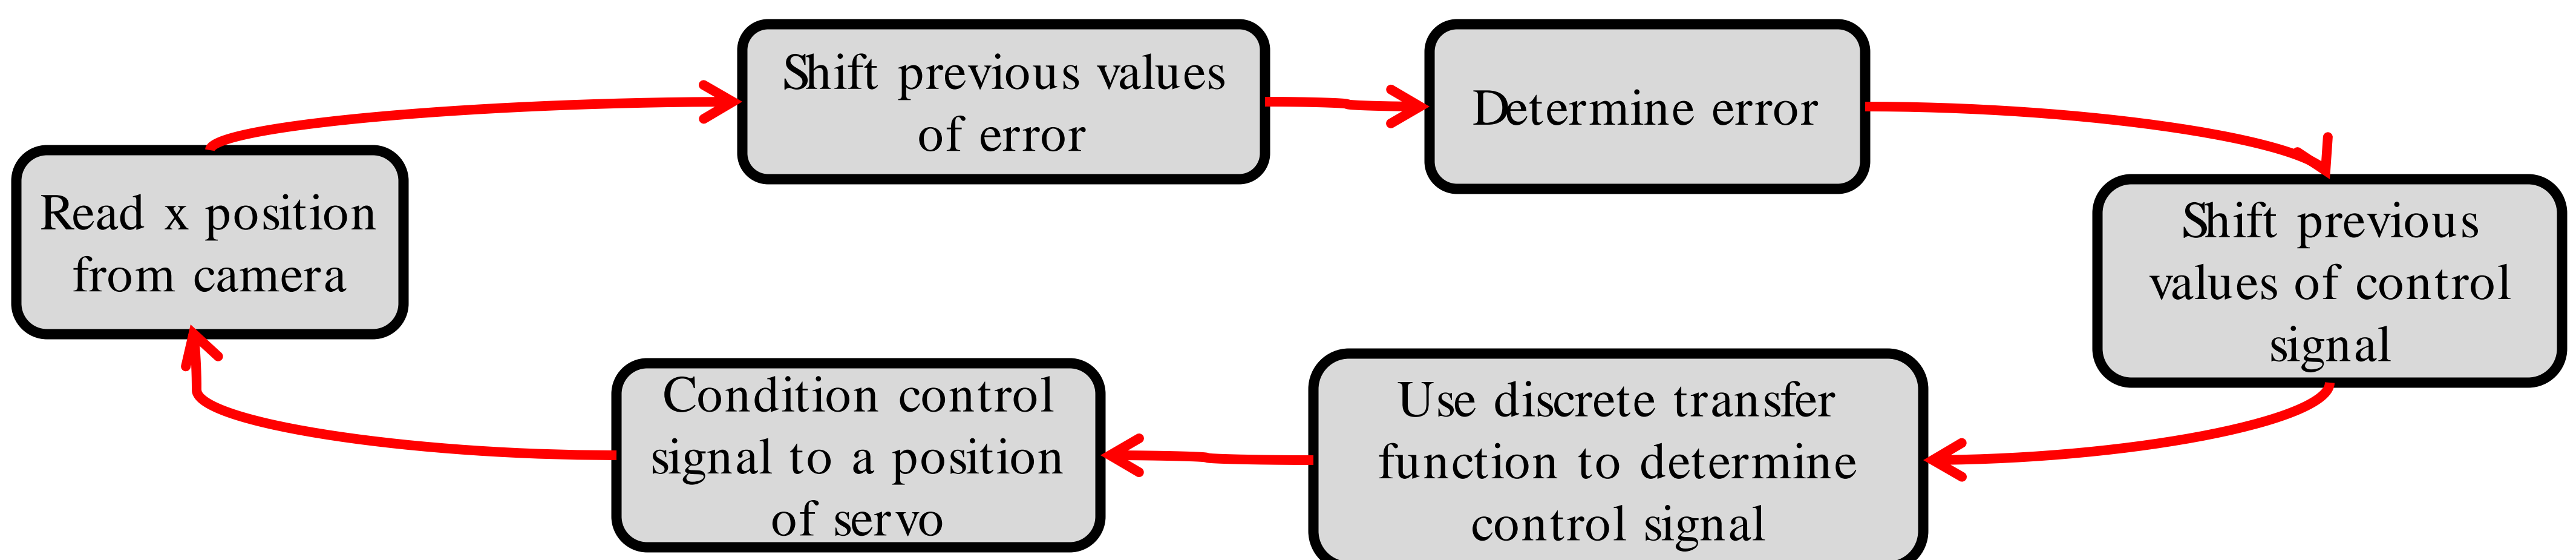 Read x position
from camera
Shift previous values
of error
Determine error
Shift previous
values of control
signal
Use discrete transfer
function to determine
control signal
Condition control
signal to a position
of servo